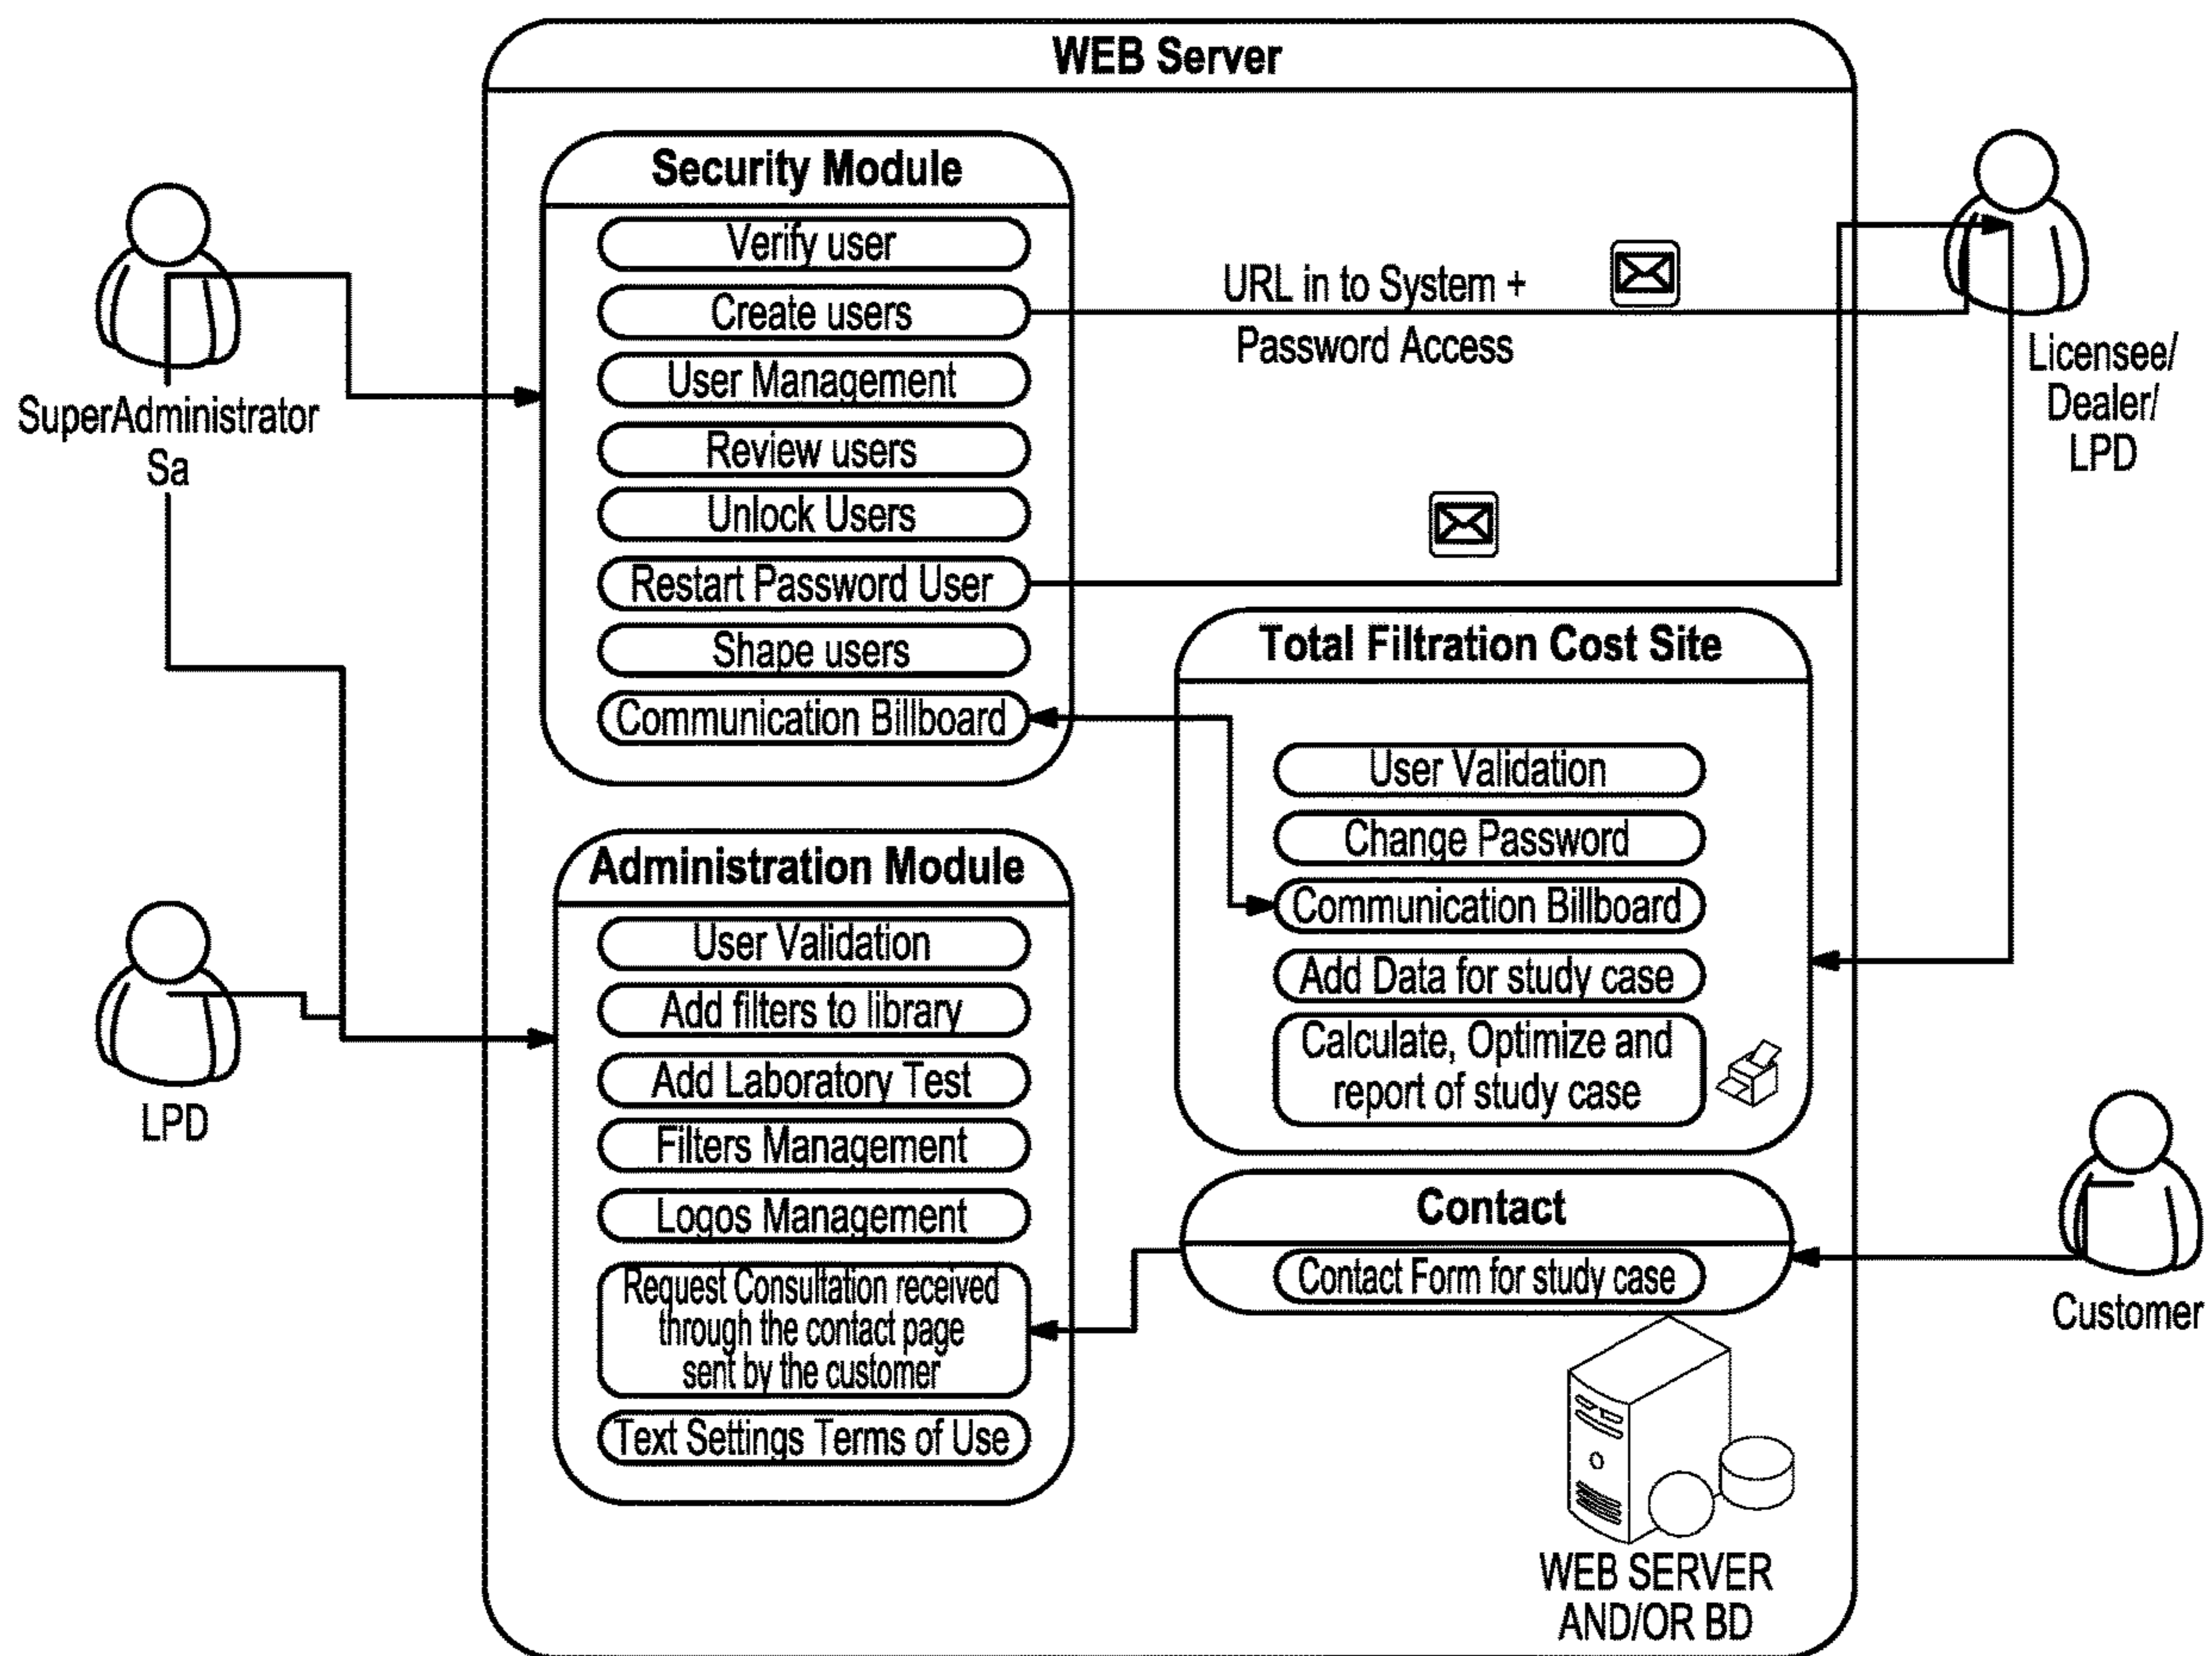 WEB Server
Security Module
Verify user
Create users
User Management
Review users
Unlock Users
Restart Password User
Shape users
Communication Billboard
URL in to System +
Password Access
SuperAdministrator
Sa
Licensee/
Dealer/
LPD
Total Filtration Cost Site
User Validation
Change Password
Communication Billboard
Add Data for study case
Calculate, Optimize and
report of study case
Administration Module
User Validation
Add filters to library
Add Laboratory Test
Filters Management
Logos Management
Request Consultation received
through the contact page
sent by the customer
Text Settings Terms of Use
LPD
Contact
Contact Form for study case
Customer
WEB SERVER
AND/OR BD